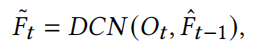 F̃_t = DCN(O_t, F̂_{t−1}),